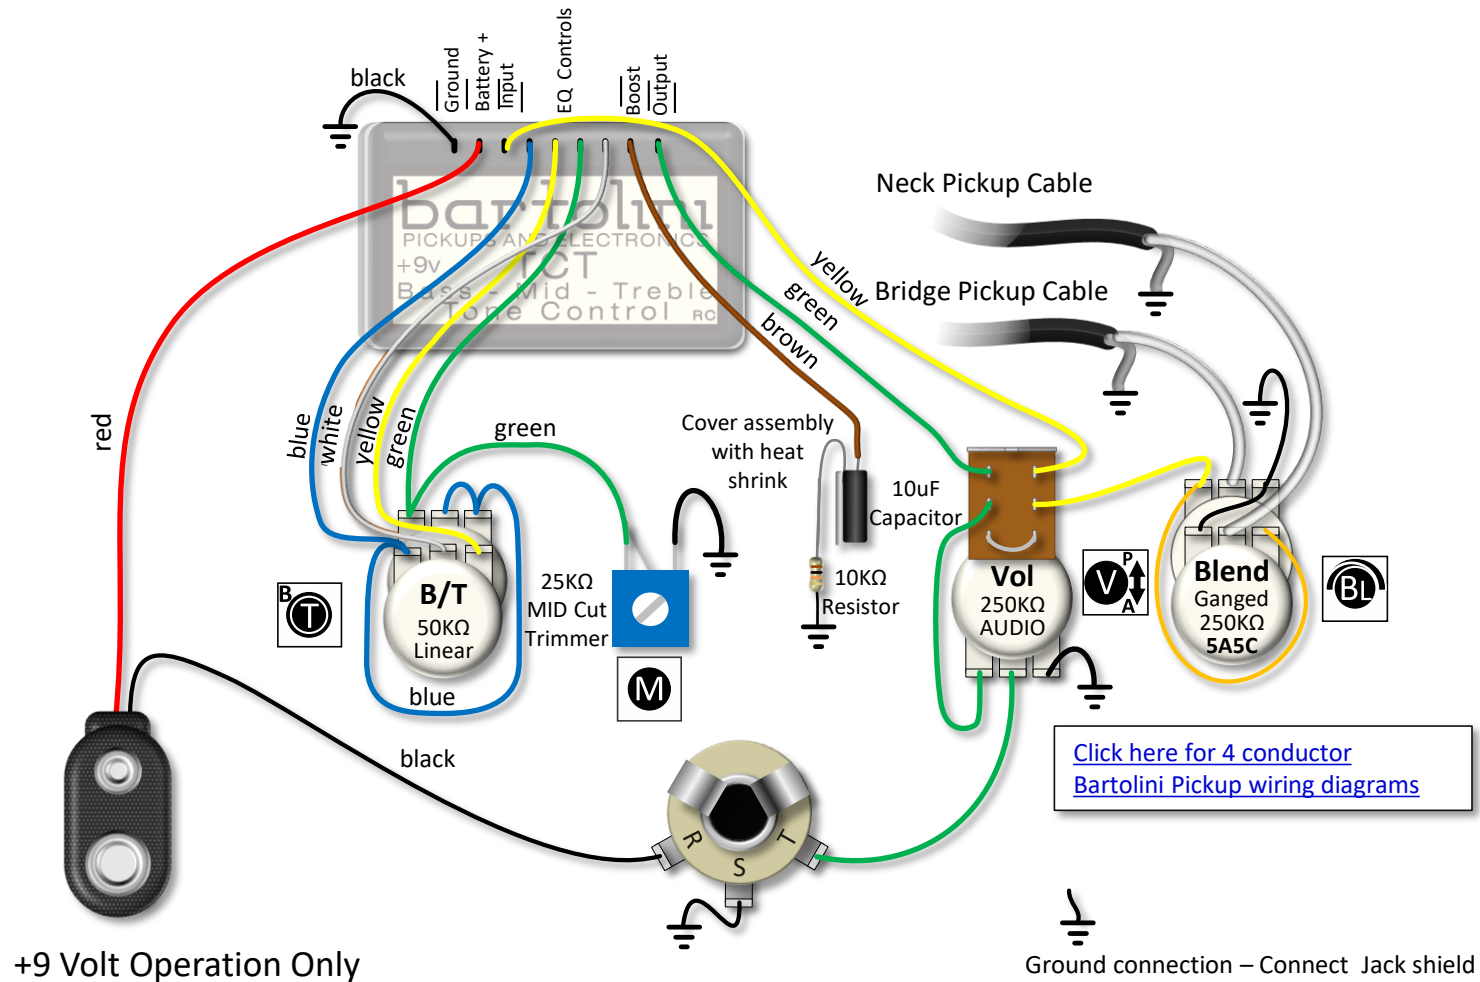 black
Ground
Battery +
Input
EQ Controls
Boost
Output
bartolini
PICKUPS AND ELECTRONICS
+9v TCT
Bass - Mid - Treble
Tone Control RC
Neck Pickup Cable
Bridge Pickup Cable
yellow
green
brown
red
blue
white
yellow
green
green
Cover assembly
with heat
shrink
10uF
Capacitor
10KΩ
Resistor
25KΩ
MID Cut
Trimmer
M
B
T
B/T
50KΩ
Linear
blue
Vol
250KΩ
AUDIO
V
P
A
Blend
Ganged
250KΩ
5A5C
BL
black
R
S
T
Click here for 4 conductor
Bartolini Pickup wiring diagrams
+9 Volt Operation Only
Ground connection – Connect Jack shield